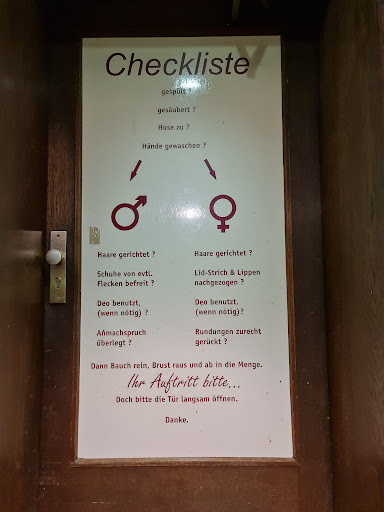 Checkliste
gespült ?
gesäubert ?
Hose zu ?
Hände gewaschen ?
Haare gerichtet ?
Schuhe von evtl.
Flecken befreit ?
Deo benutzt,
(wenn nötig) ?
Anmachspruch
überlegt ?
Haare gerichtet ?
Lid-Strich & Lippen
nachgezogen ?
Deo benutzt,
(wenn nötig)?
Rundungen zurecht
gerückt ?
Dann Bauch rein, Brust raus und ab in die Menge.
Ihr Auftritt bitte...
Doch bitte die Tür langsam öffnen.
Danke.